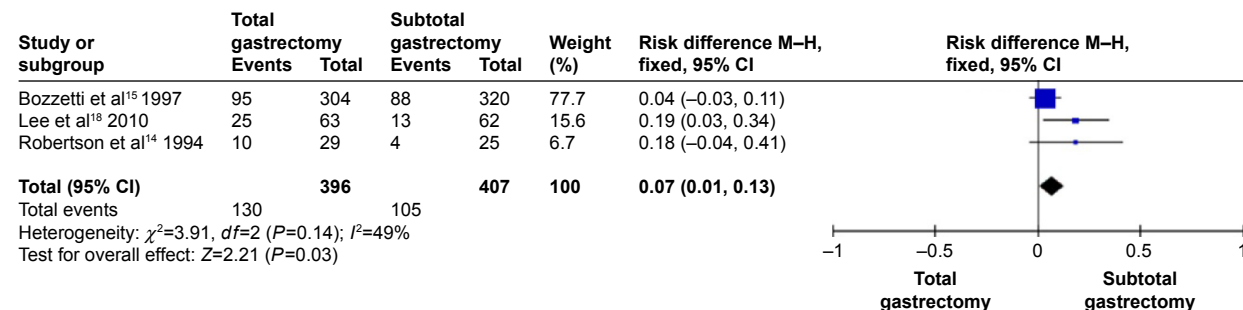 Study or subgroup Total gastrectomy Subtotal gastrectomy Weight (%) Risk difference M–H, fixed, 95% CI Risk difference M–H, fixed, 95% CI
Events Total Events Total
Bozzetti et al¹⁵ 1997 95 304 88 320 77.7 0.04 (–0.03, 0.11)
Lee et al¹⁸ 2010 25 63 13 62 15.6 0.19 (0.03, 0.34)
Robertson et al¹⁴ 1994 10 29 4 25 6.7 0.18 (–0.04, 0.41)
Total (95% CI) 396 407 100 0.07 (0.01, 0.13)
Total events 130 105
Heterogeneity: χ²=3.91, df=2 (P=0.14); I²=49%
Test for overall effect: Z=2.21 (P=0.03)
–1 –0.5 0 0.5 1
Total Subtotal
gastrectomy gastrectomy